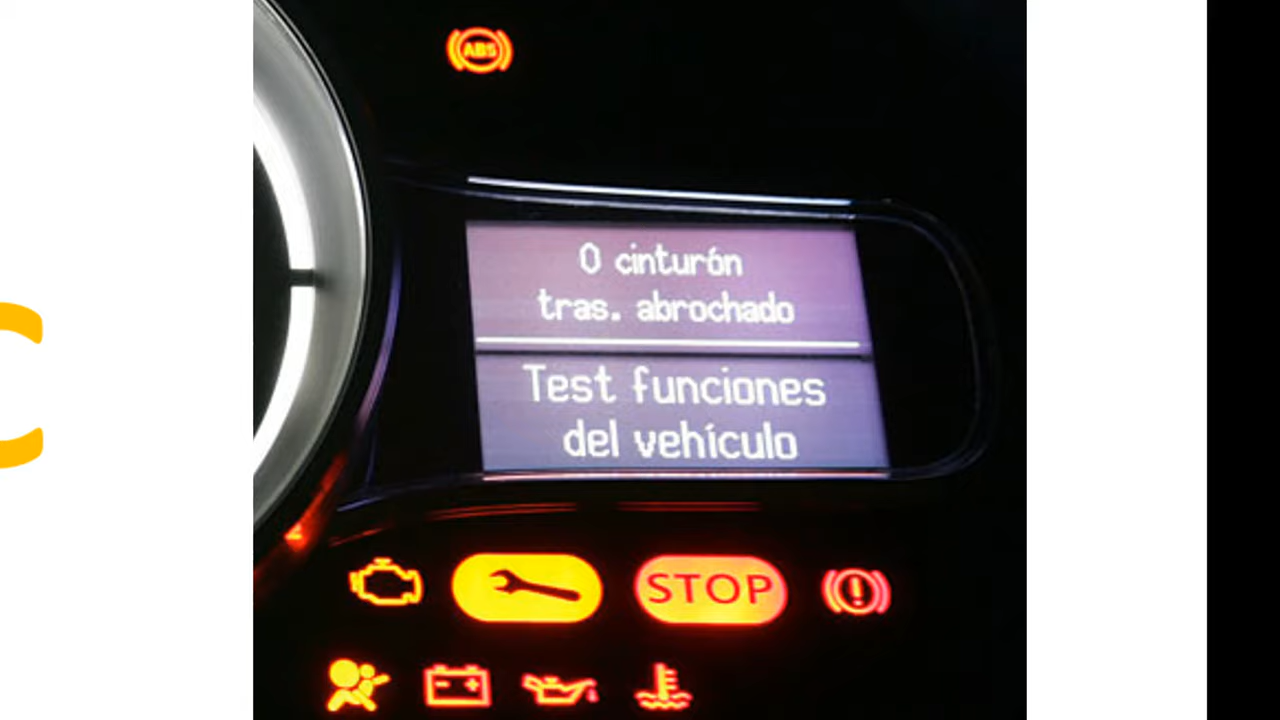 ABS
0 cinturón
tras. abrochado
Test funciones
del vehículo
STOP